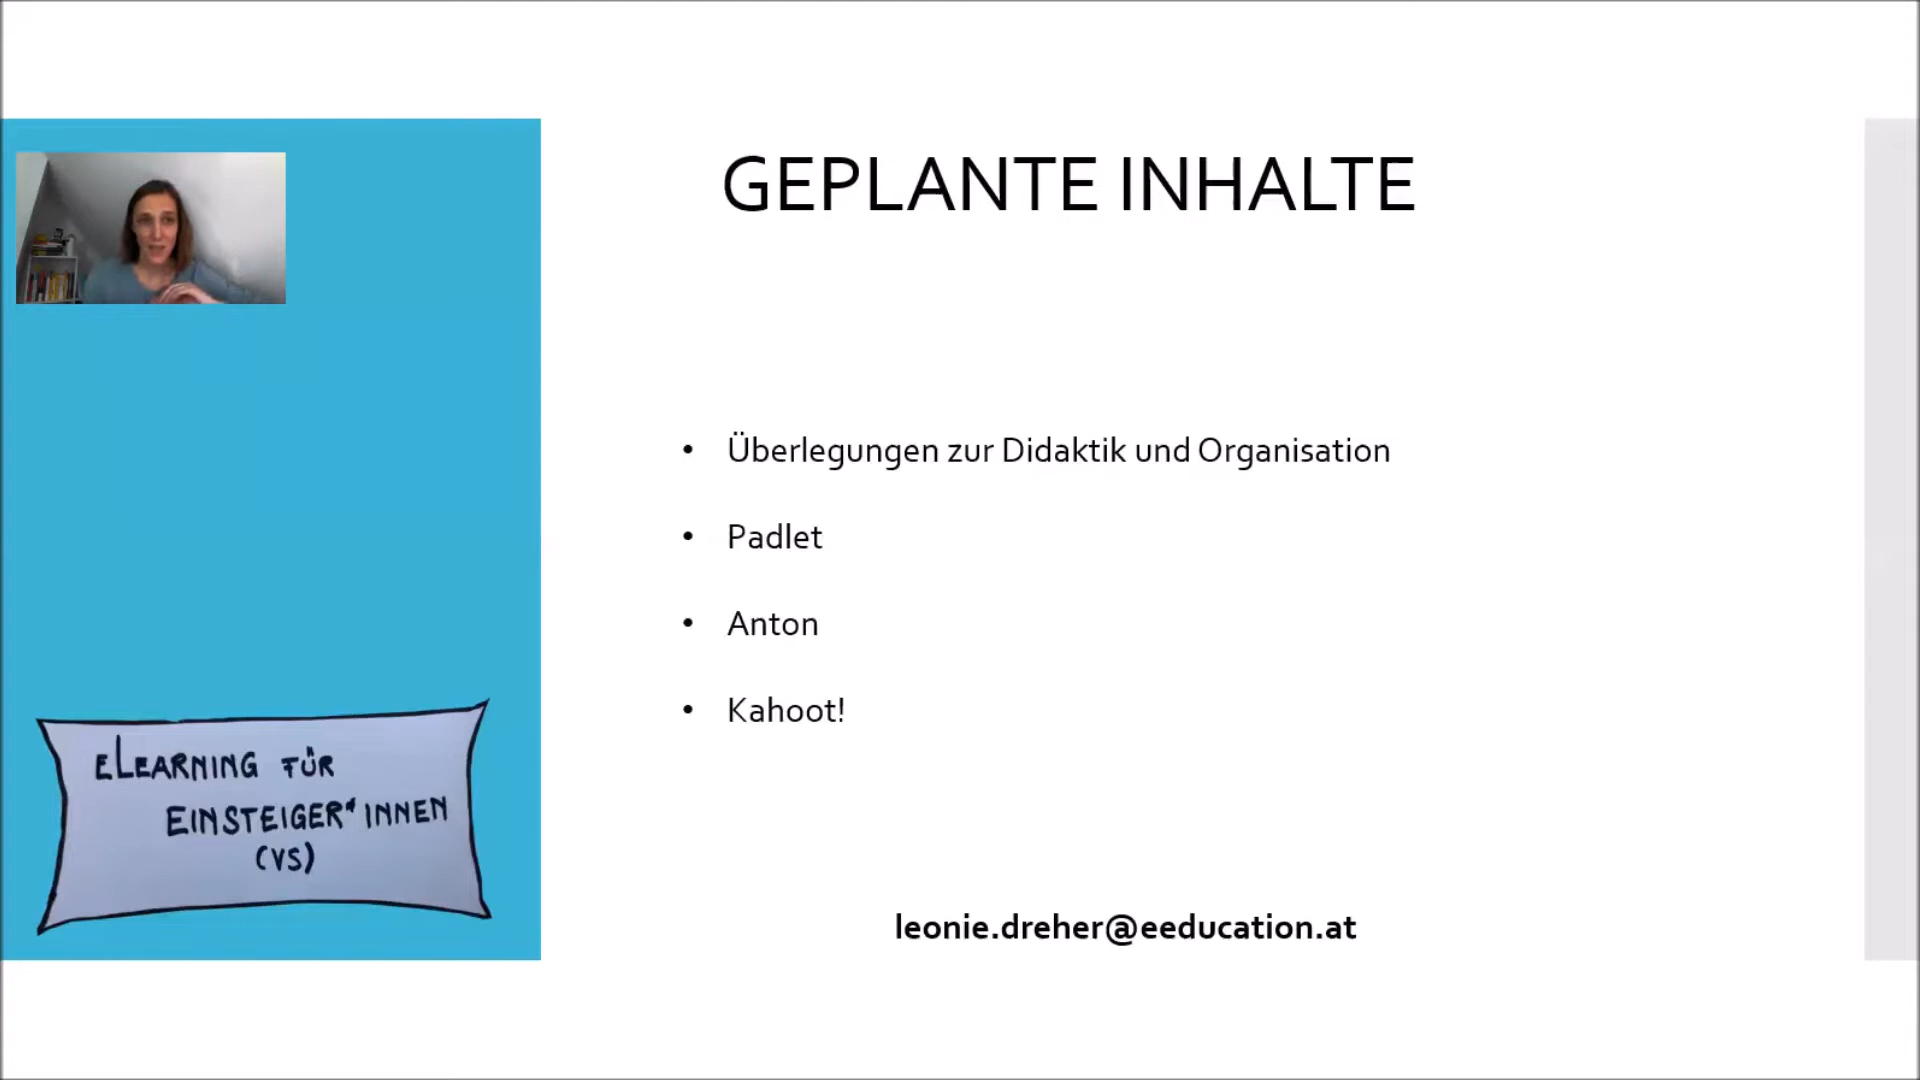 GEPLANTE INHALTE
• Überlegungen zur Didaktik und Organisation
• Padlet
• Anton
• Kahoot!
eLEARNING FÜR
EINSTEIGER*INNEN
(VS)
leonie.dreher@eeducation.at